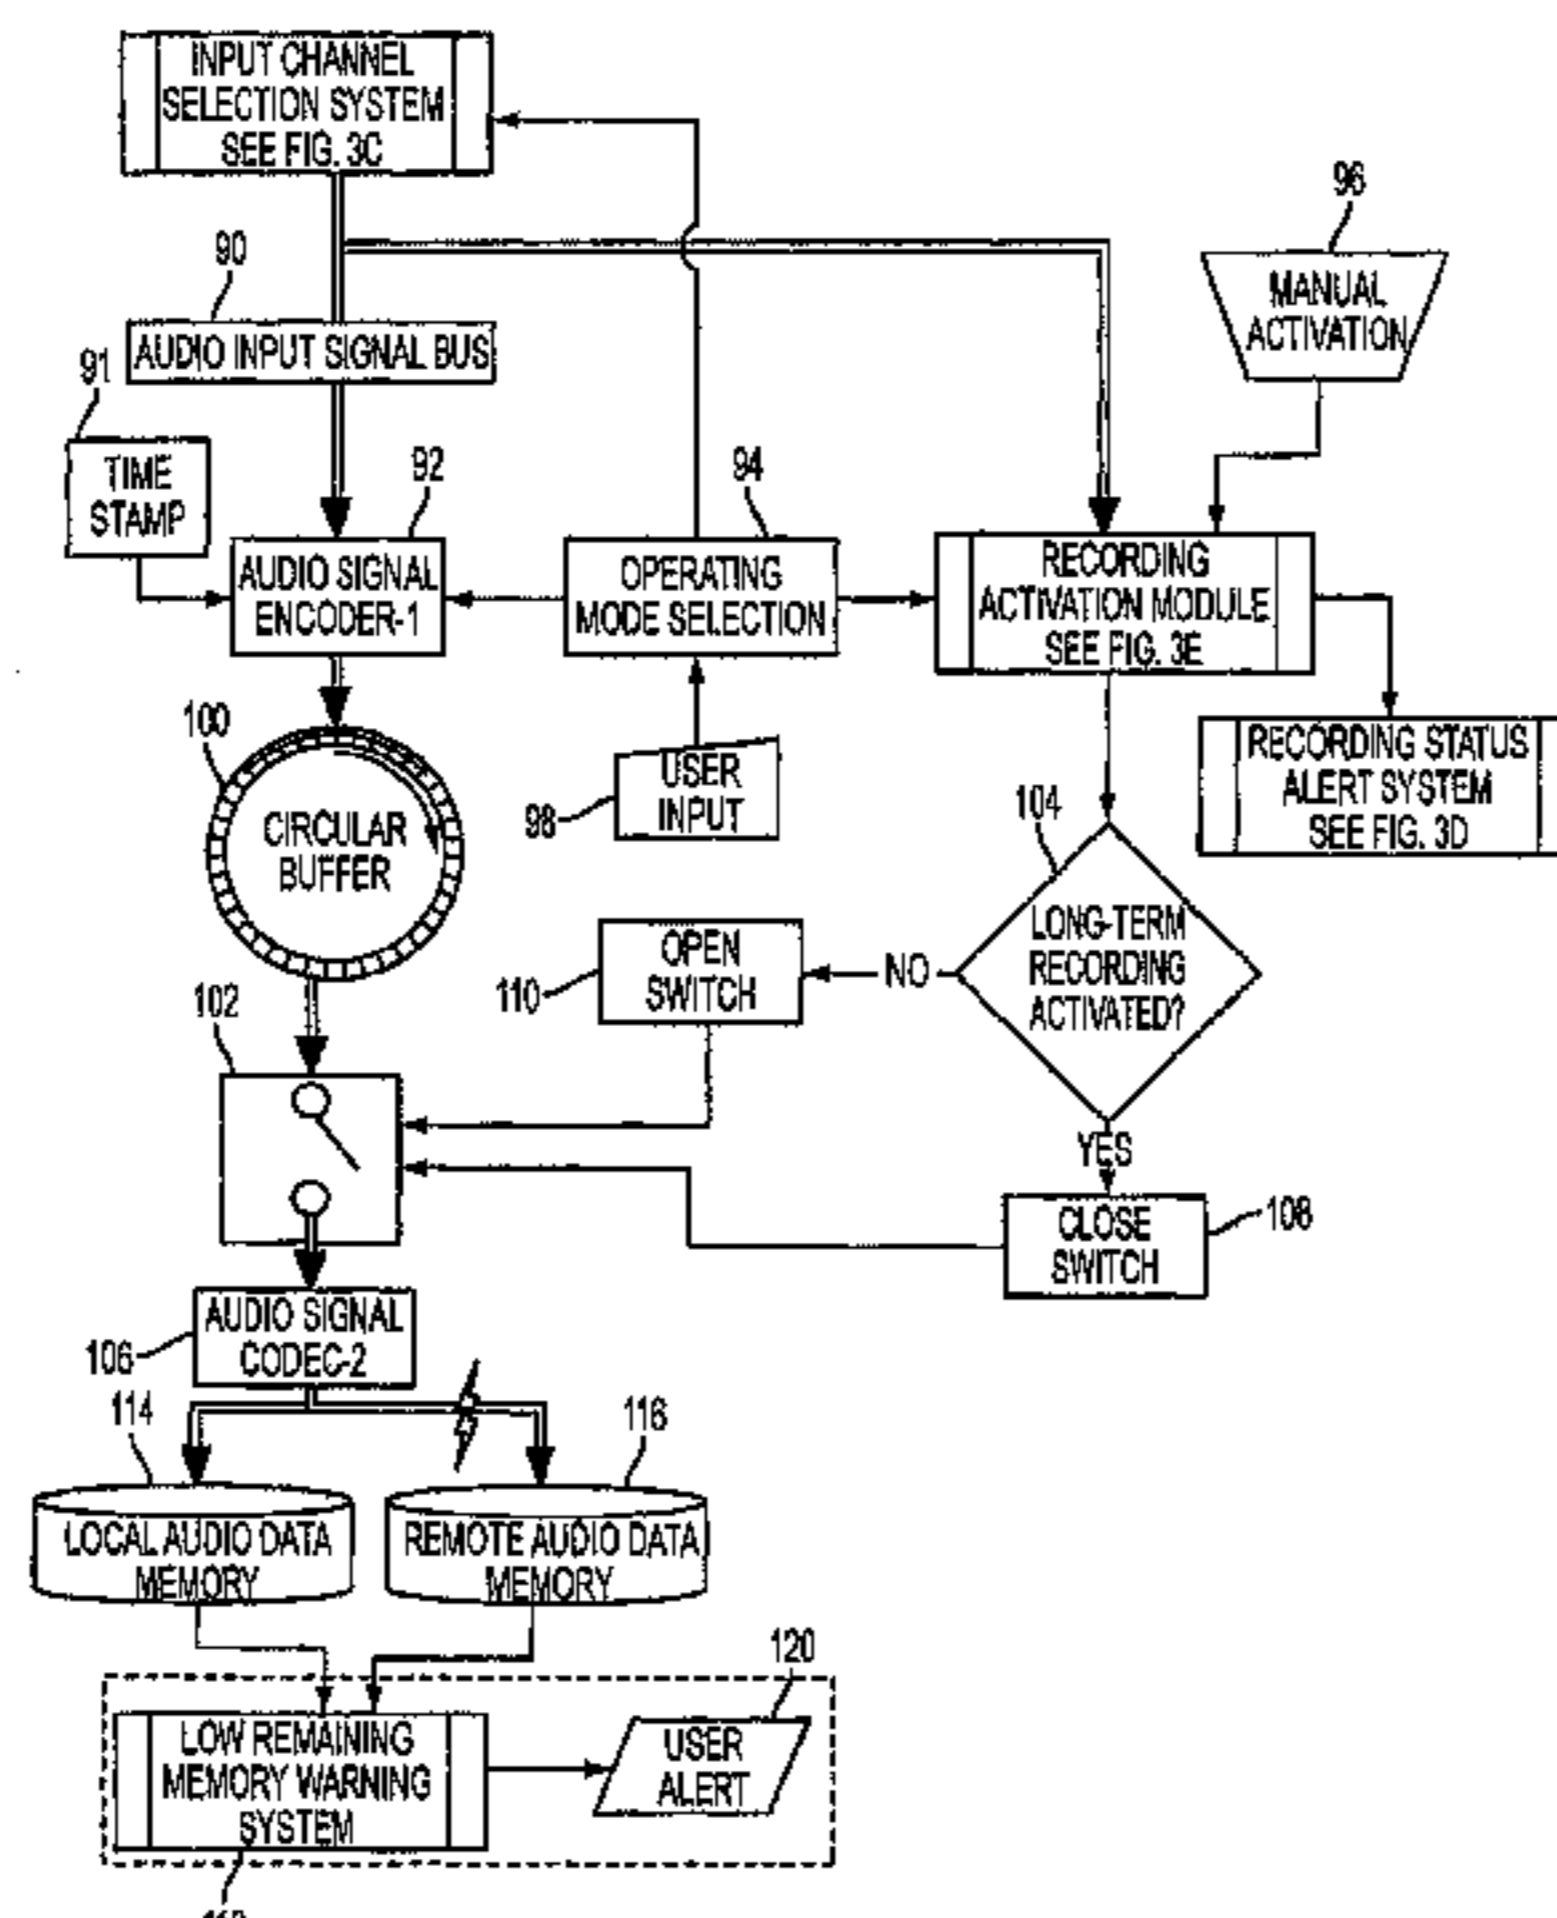 INPUT CHANNEL
SELECTION SYSTEM
SEE FIG. 3C
96
MANUAL
ACTIVATION
90
AUDIO INPUT SIGNAL BUS
91
TIME
STAMP
92
AUDIO SIGNAL
ENCODER-1
94
OPERATING
MODE SELECTION
RECORDING
ACTIVATION MODULE
SEE FIG. 3E
100
CIRCULAR
BUFFER
98
USER
INPUT
RECORDING STATUS
ALERT SYSTEM
SEE FIG. 3D
104
LONG-TERM
RECORDING
ACTIVATED?
NO
OPEN
SWITCH
110
102
YES
CLOSE
SWITCH
108
AUDIO SIGNAL
CODEC-2
106
114
116
LOCAL AUDIO DATA
MEMORY
REMOTE AUDIO DATA
MEMORY
120
LOW REMAINING
MEMORY WARNING
SYSTEM
USER
ALERT